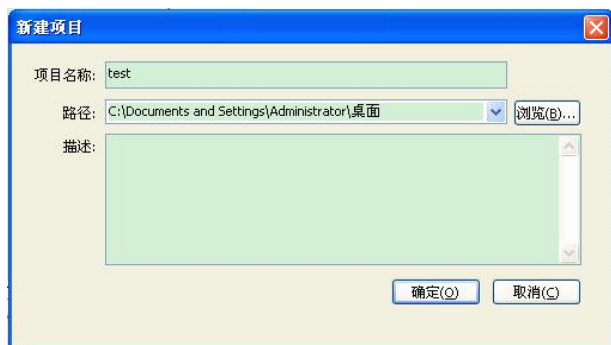 新建项目
项目名称: test
路径: C:\Documents and Settings\Administrator\桌面 浏览(B)...
描述:
确定(O) 取消(C)